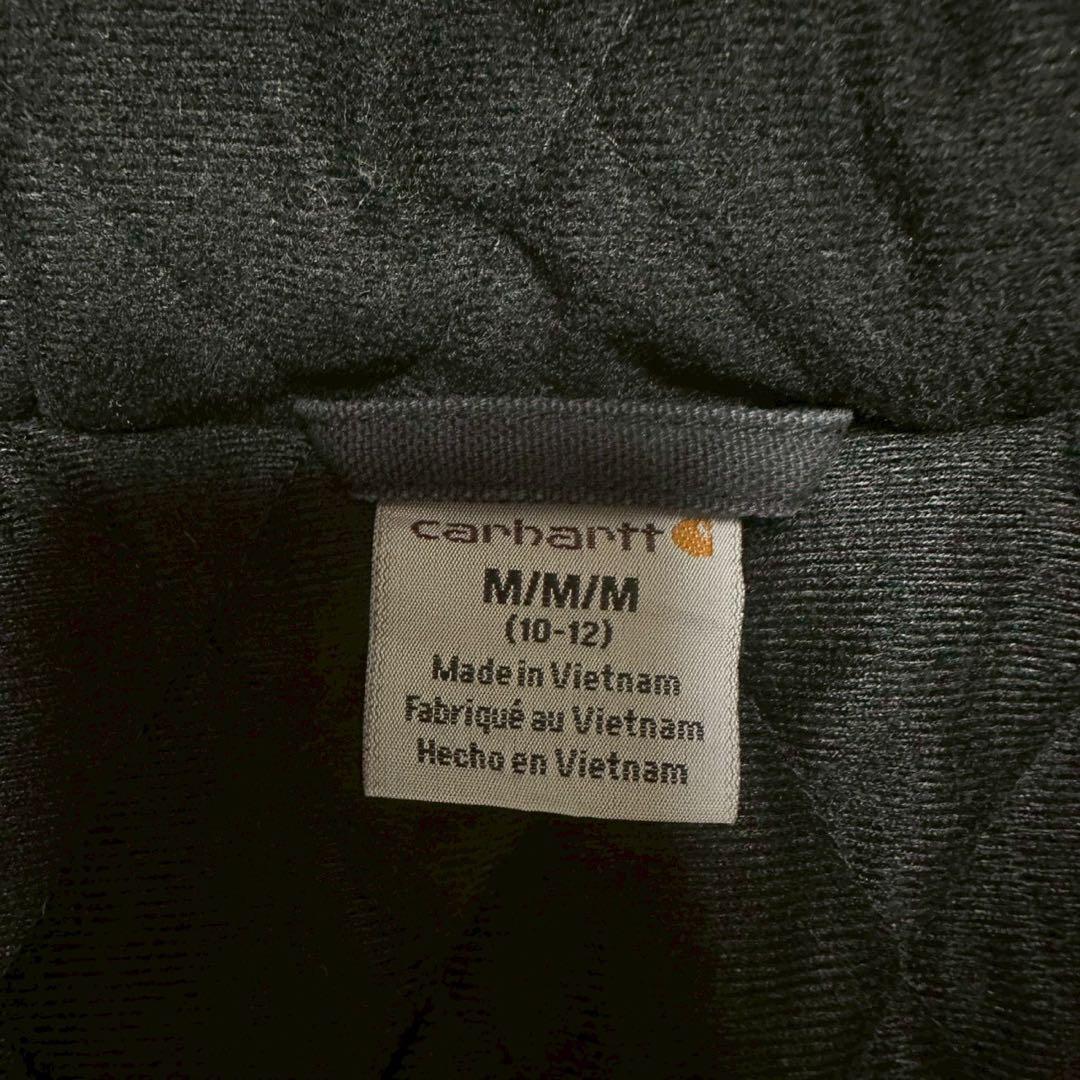 carhartt
M/M/M
(10-12)
Made in Vietnam
Fabriqué au Vietnam
Hecho en Vietnam